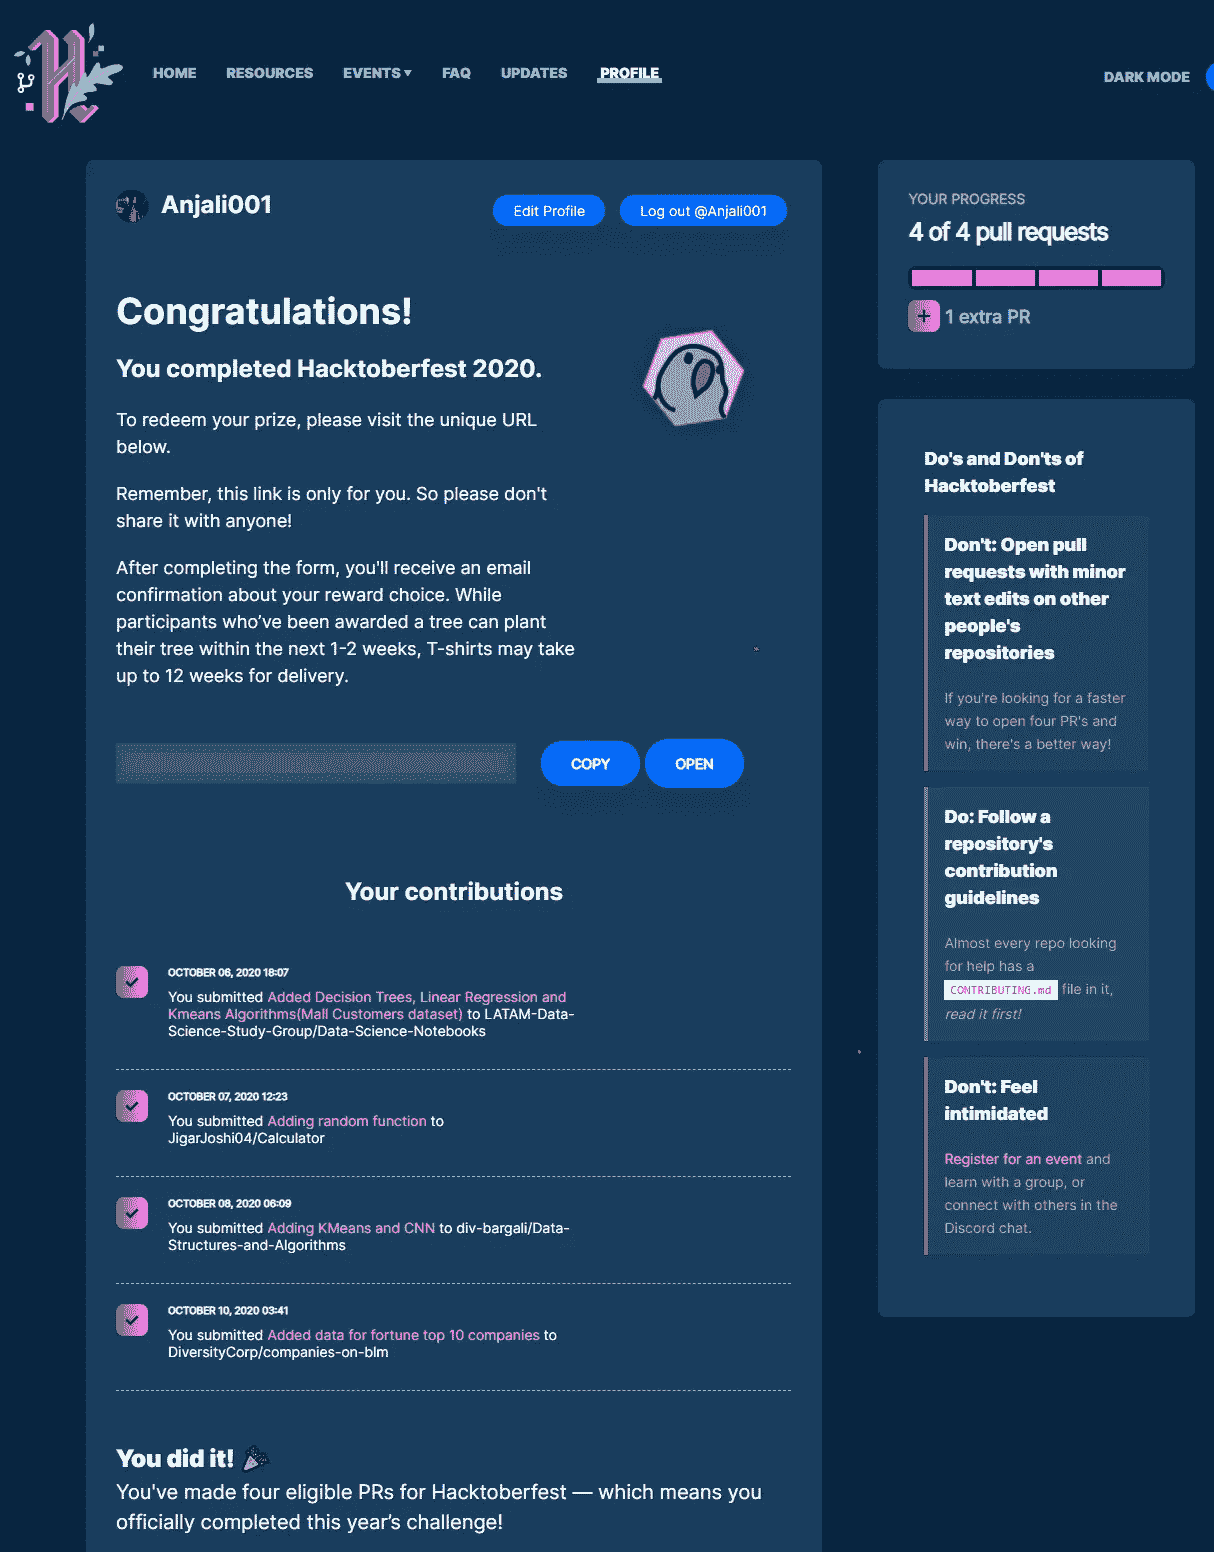 HOME RESOURCES EVENTS▾ FAQ UPDATES PROFILE DARK MODE
Anjali001
Edit Profile
Log out @Anjali001
Congratulations!
You completed Hacktoberfest 2020.
To redeem your prize, please visit the unique URL
below.
Remember, this link is only for you. So please don't
share it with anyone!
After completing the form, you'll receive an email
confirmation about your reward choice. While
participants who’ve been awarded a tree can plant
their tree within the next 1-2 weeks, T-shirts may take
up to 12 weeks for delivery.
COPY
OPEN
Your contributions
OCTOBER 06, 2020 18:07
You submitted Added Decision Trees, Linear Regression and
Kmeans Algorithms(Mall Customers dataset) to LATAM-Data-
Science-Study-Group/Data-Science-Notebooks
OCTOBER 07, 2020 12:23
You submitted Adding random function to
JigarJoshi04/Calculator
OCTOBER 08, 2020 06:09
You submitted Adding KMeans and CNN to div-bargali/Data-
Structures-and-Algorithms
OCTOBER 10, 2020 03:41
You submitted Added data for fortune top 10 companies to
DiversityCorp/companies-on-blm
You did it!
You've made four eligible PRs for Hacktoberfest — which means you
officially completed this year’s challenge!
YOUR PROGRESS
4 of 4 pull requests
1 extra PR
Do's and Don'ts of
Hacktoberfest
Don't: Open pull
requests with minor
text edits on other
people's
repositories
If you're looking for a faster
way to open four PR's and
win, there's a better way!
Do: Follow a
repository's
contribution
guidelines
Almost every repo looking
for help has a
CONTRIBUTING.md file in it,
read it first!
Don't: Feel
intimidated
Register for an event and
learn with a group, or
connect with others in the
Discord chat.